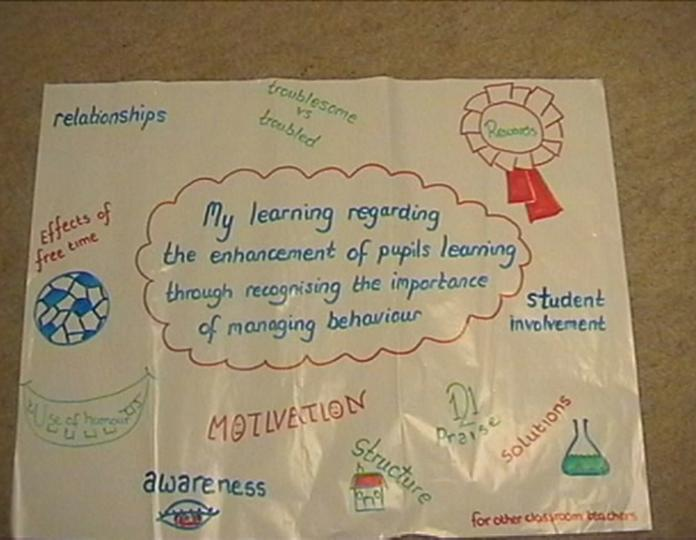 relationships
troublesome
vs
troubled
Rewards
Effects of
free time
My learning regarding
the enhancement of pupils learning
through recognising the importance
of managing behaviour
student
involvement
Use of humour
MOTIVATION
Praise
Solutions
Structure
awareness
for other classroom teachers